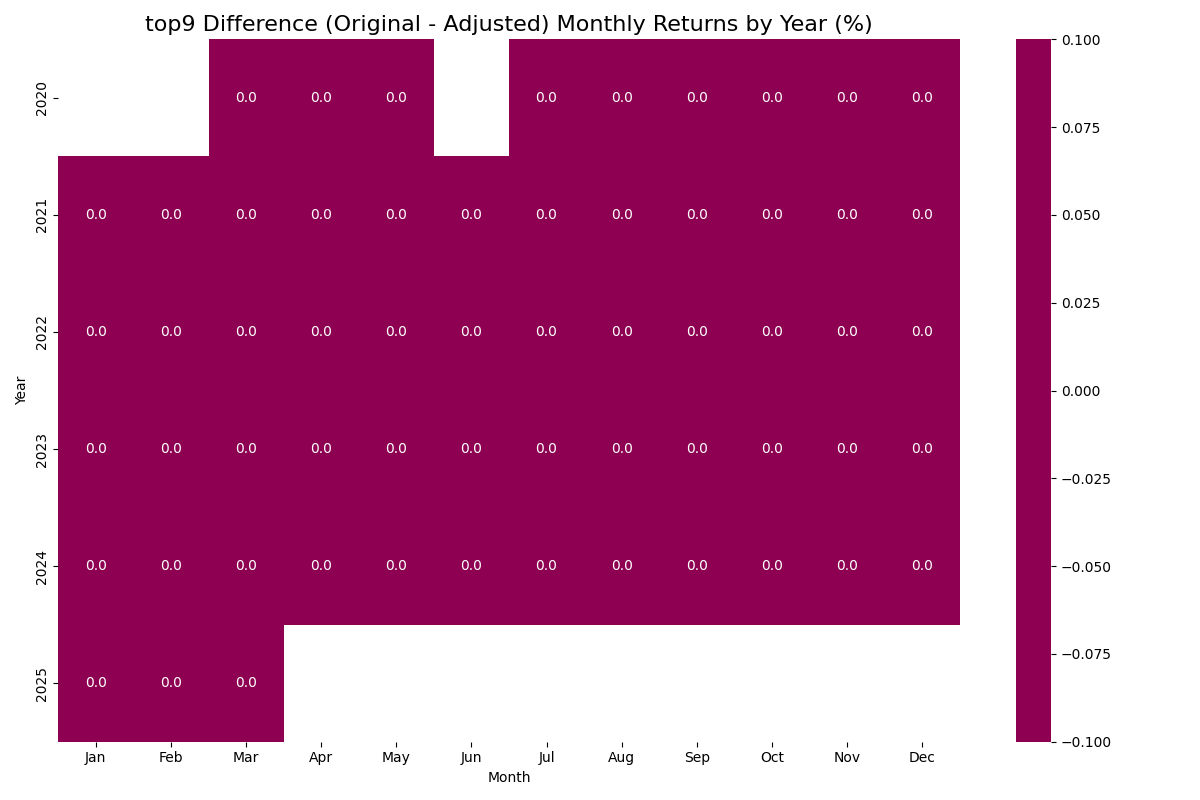 top9 Difference (Original - Adjusted) Monthly Returns by Year (%)
0.100
2020
0.0 0.0 0.0 0.0 0.0 0.0 0.0 0.0 0.0
0.075
0.050
2021
0.0 0.0 0.0 0.0 0.0 0.0 0.0 0.0 0.0 0.0 0.0 0.0
0.025
2022
0.0 0.0 0.0 0.0 0.0 0.0 0.0 0.0 0.0 0.0 0.0 0.0
Year
0.000
2023
0.0 0.0 0.0 0.0 0.0 0.0 0.0 0.0 0.0 0.0 0.0 0.0
−0.025
2024
0.0 0.0 0.0 0.0 0.0 0.0 0.0 0.0 0.0 0.0 0.0 0.0
−0.050
−0.075
2025
0.0 0.0 0.0
−0.100
Jan Feb Mar Apr May Jun Jul Aug Sep Oct Nov Dec
Month